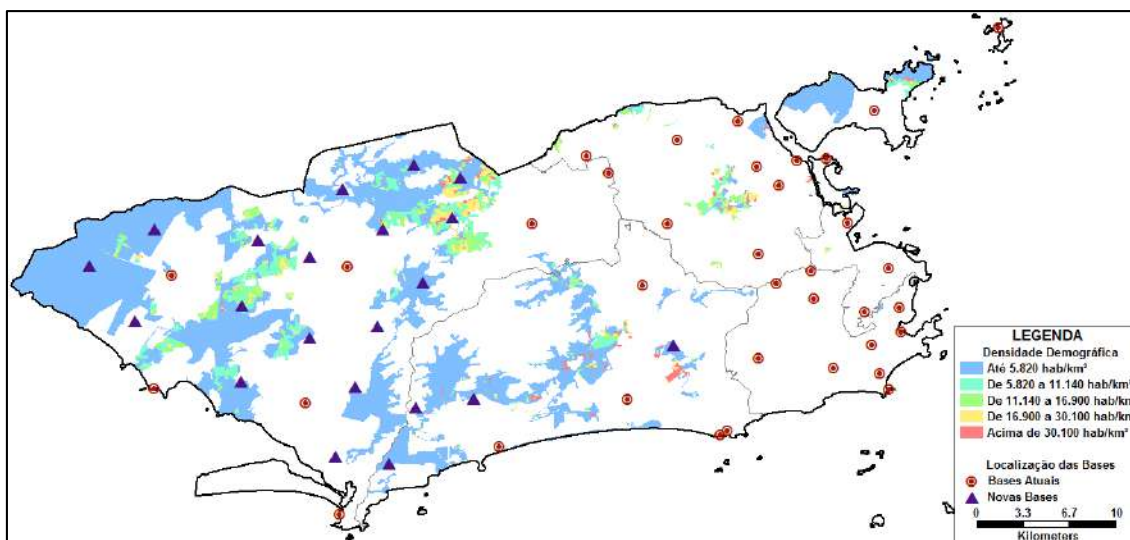 LEGENDA
Densidade Demográfica
Até 5.820 hab/km²
De 5.820 a 11.140 hab/km²
De 11.140 a 16.900 hab/km
De 16.900 a 30.100 hab/km
Acima de 30.100 hab/km²
Localização das Bases
Bases Atuais
Novas Bases
0 3.3 6.7 10
Kilometers